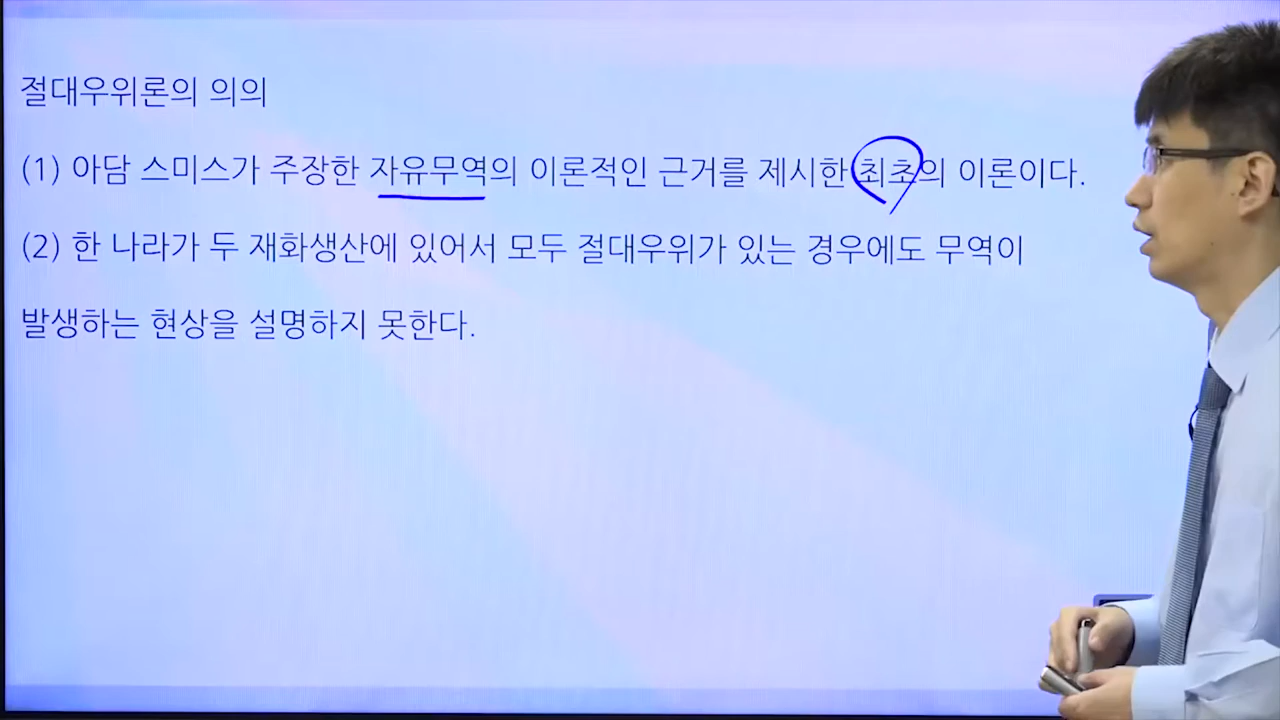 절대우위론의 의의
(1) 아담 스미스가 주장한 자유무역의 이론적인 근거를 제시한 최초의 이론이다.
(2) 한 나라가 두 재화생산에 있어서 모두 절대우위가 있는 경우에도 무역이
발생하는 현상을 설명하지 못한다.